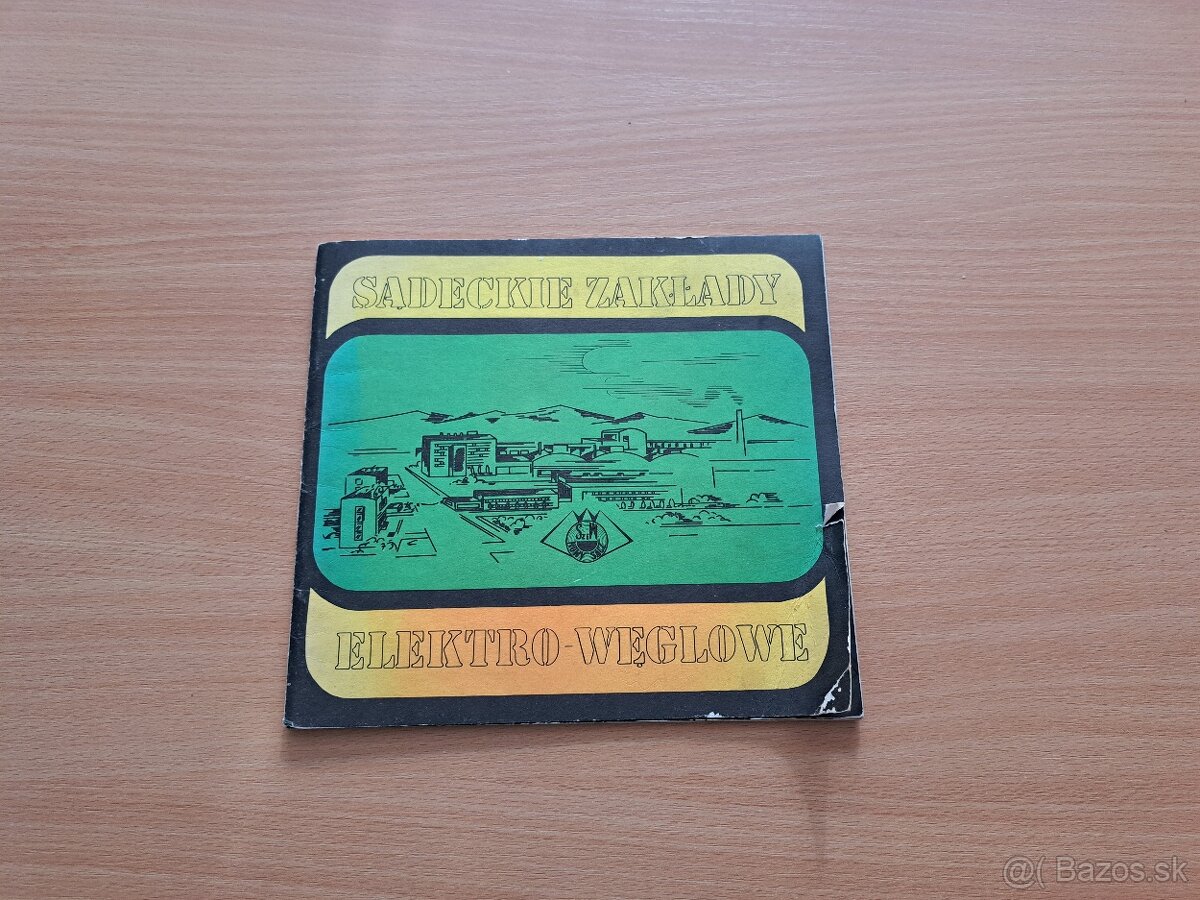 SĄDECKIE ZAKŁADY
ELEKTRO-WĘGLOWE
@( Bazos.sk